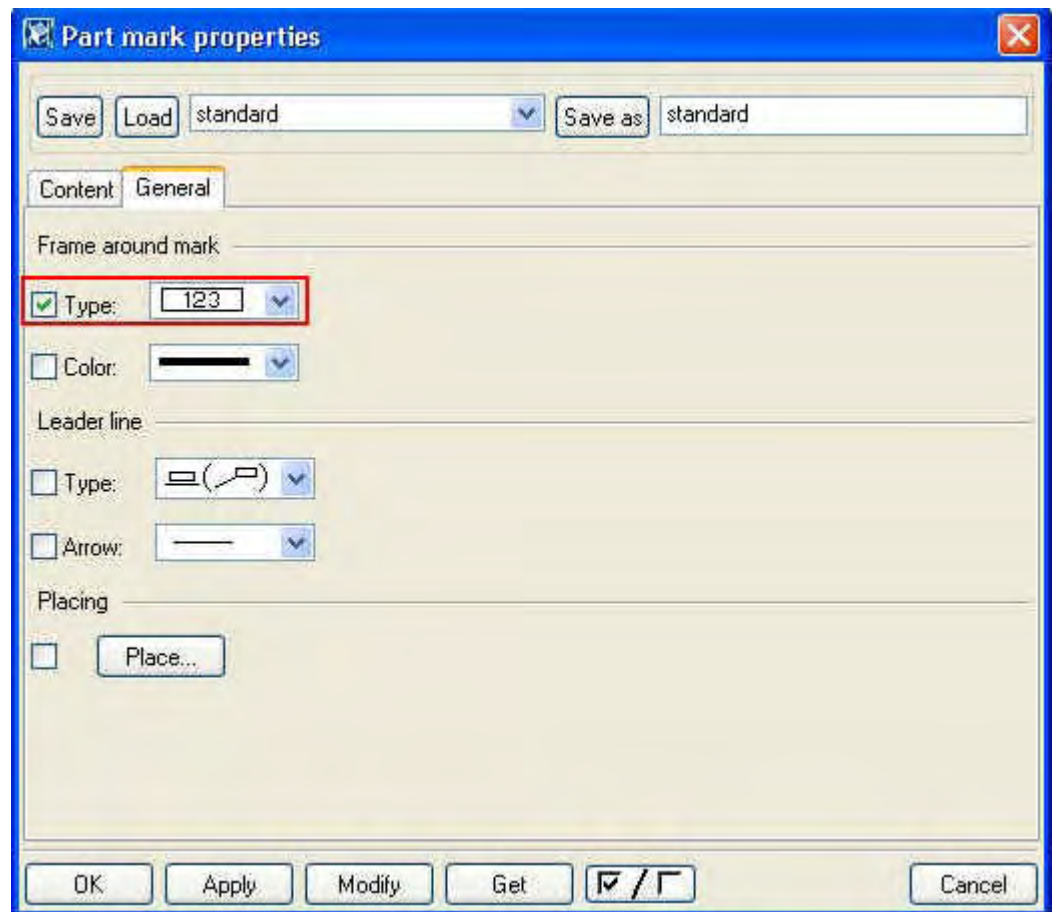 Part mark properties
Save Load standard Save as standard
Content General
Frame around mark
Type: 123
Color:
Leader line
Type:
Arrow:
Placing
Place...
OK Apply Modify Get Cancel